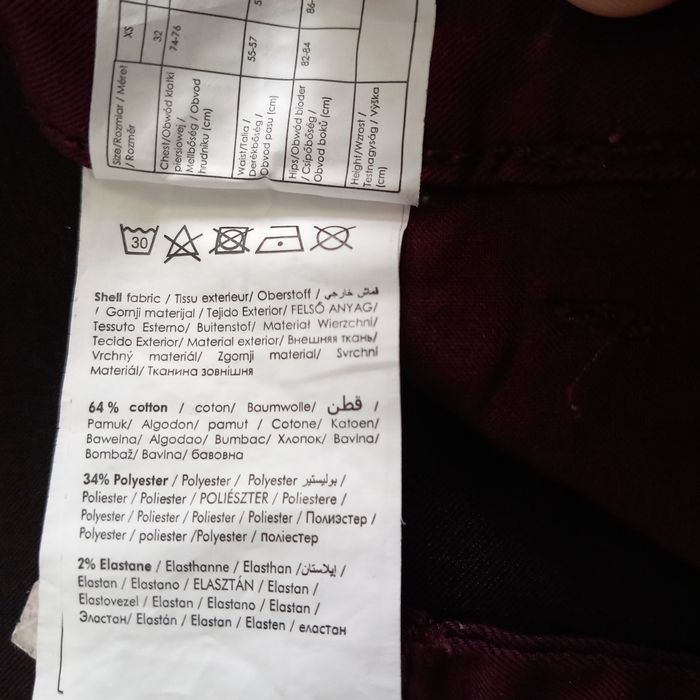 Size/Rozmiar / Méret
/ Rozměr
XS
Chest/Obwód klatki
piersiowej /
Mellbőség / Obvod
hrudníku (cm)
32
74-76
Waist/Talia /
Derékbőség /
Obvod pasu (cm)
55-57
Hips/Obwód bioder
/ Csípőbőség /
Obvod boků (cm)
82-84
86-
Height/Wzrost /
Testnagyság / Výška
(cm)
30
Shell fabric / Tissu exterieur/ Oberstoff / قماش خارجي
/ Gornji materijal / Tejido Exterior/ FELSŐ ANYAG/
Tessuto Esterno/ Buitenstof/ Materiał Wierzchni/
Tecido Exterior/ Material exterior/ Внешняя ткань/
Vrchný materiál/ Zgornji material/ Svrchní
Materiál/ Тканина зовнішня
64 % cotton / coton/ Baumwolle/ قطن /
Pamuk/ Algodon/ pamut / Cotone/ Katoen/
Bawełna/ Algodao/ Bumbac/ Хлопок/ Bavlna/
Bombaž/ Bavlna/ бавовна
34% Polyester / Polyester / Polyester بوليستير /
Poliester / Poliester / POLIÉSZTER / Poliestere /
Polyester / Poliester / Poliester / Poliester / Полиэстер /
Polyester / poliester /Polyester / поліестер
2% Elastane / Elasthanne / Elasthan /إيلاستان /
Elastan / Elastano / ELASZTÁN / Elastan /
Elastovezel / Elastan / Elastano / Elastan /
Эластан/ Elastán / Elastan / Elasten / еластан